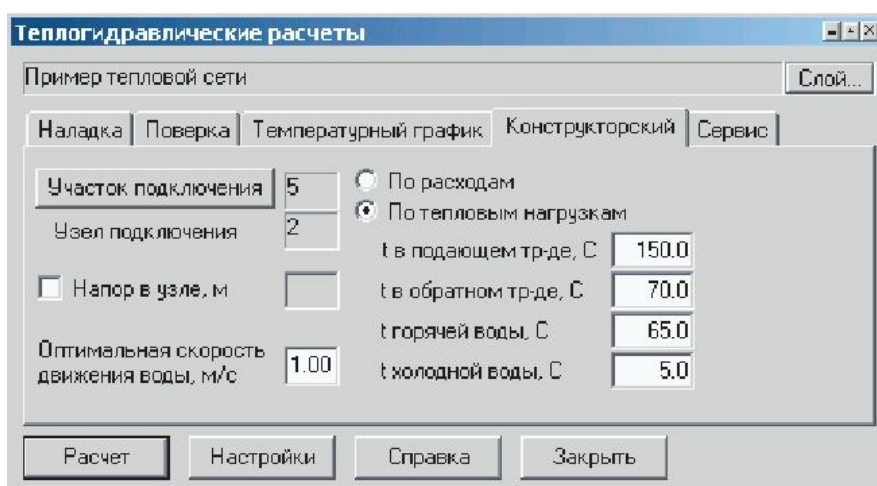 Теплогидравлические расчеты
Пример тепловой сети
Слой...
Наладка Поверка Температурный график Конструкторский Сервис
Участок подключения 5
Узел подключения 2
Напор в узле, м
Оптимальная скорость
движения воды, м/с 1.00
По расходам
По тепловым нагрузкам
t в подающем тр-де, С 150.0
t в обратном тр-де, С 70.0
t горячей воды, С 65.0
t холодной воды, С 5.0
Расчет Настройки Справка Закрыть